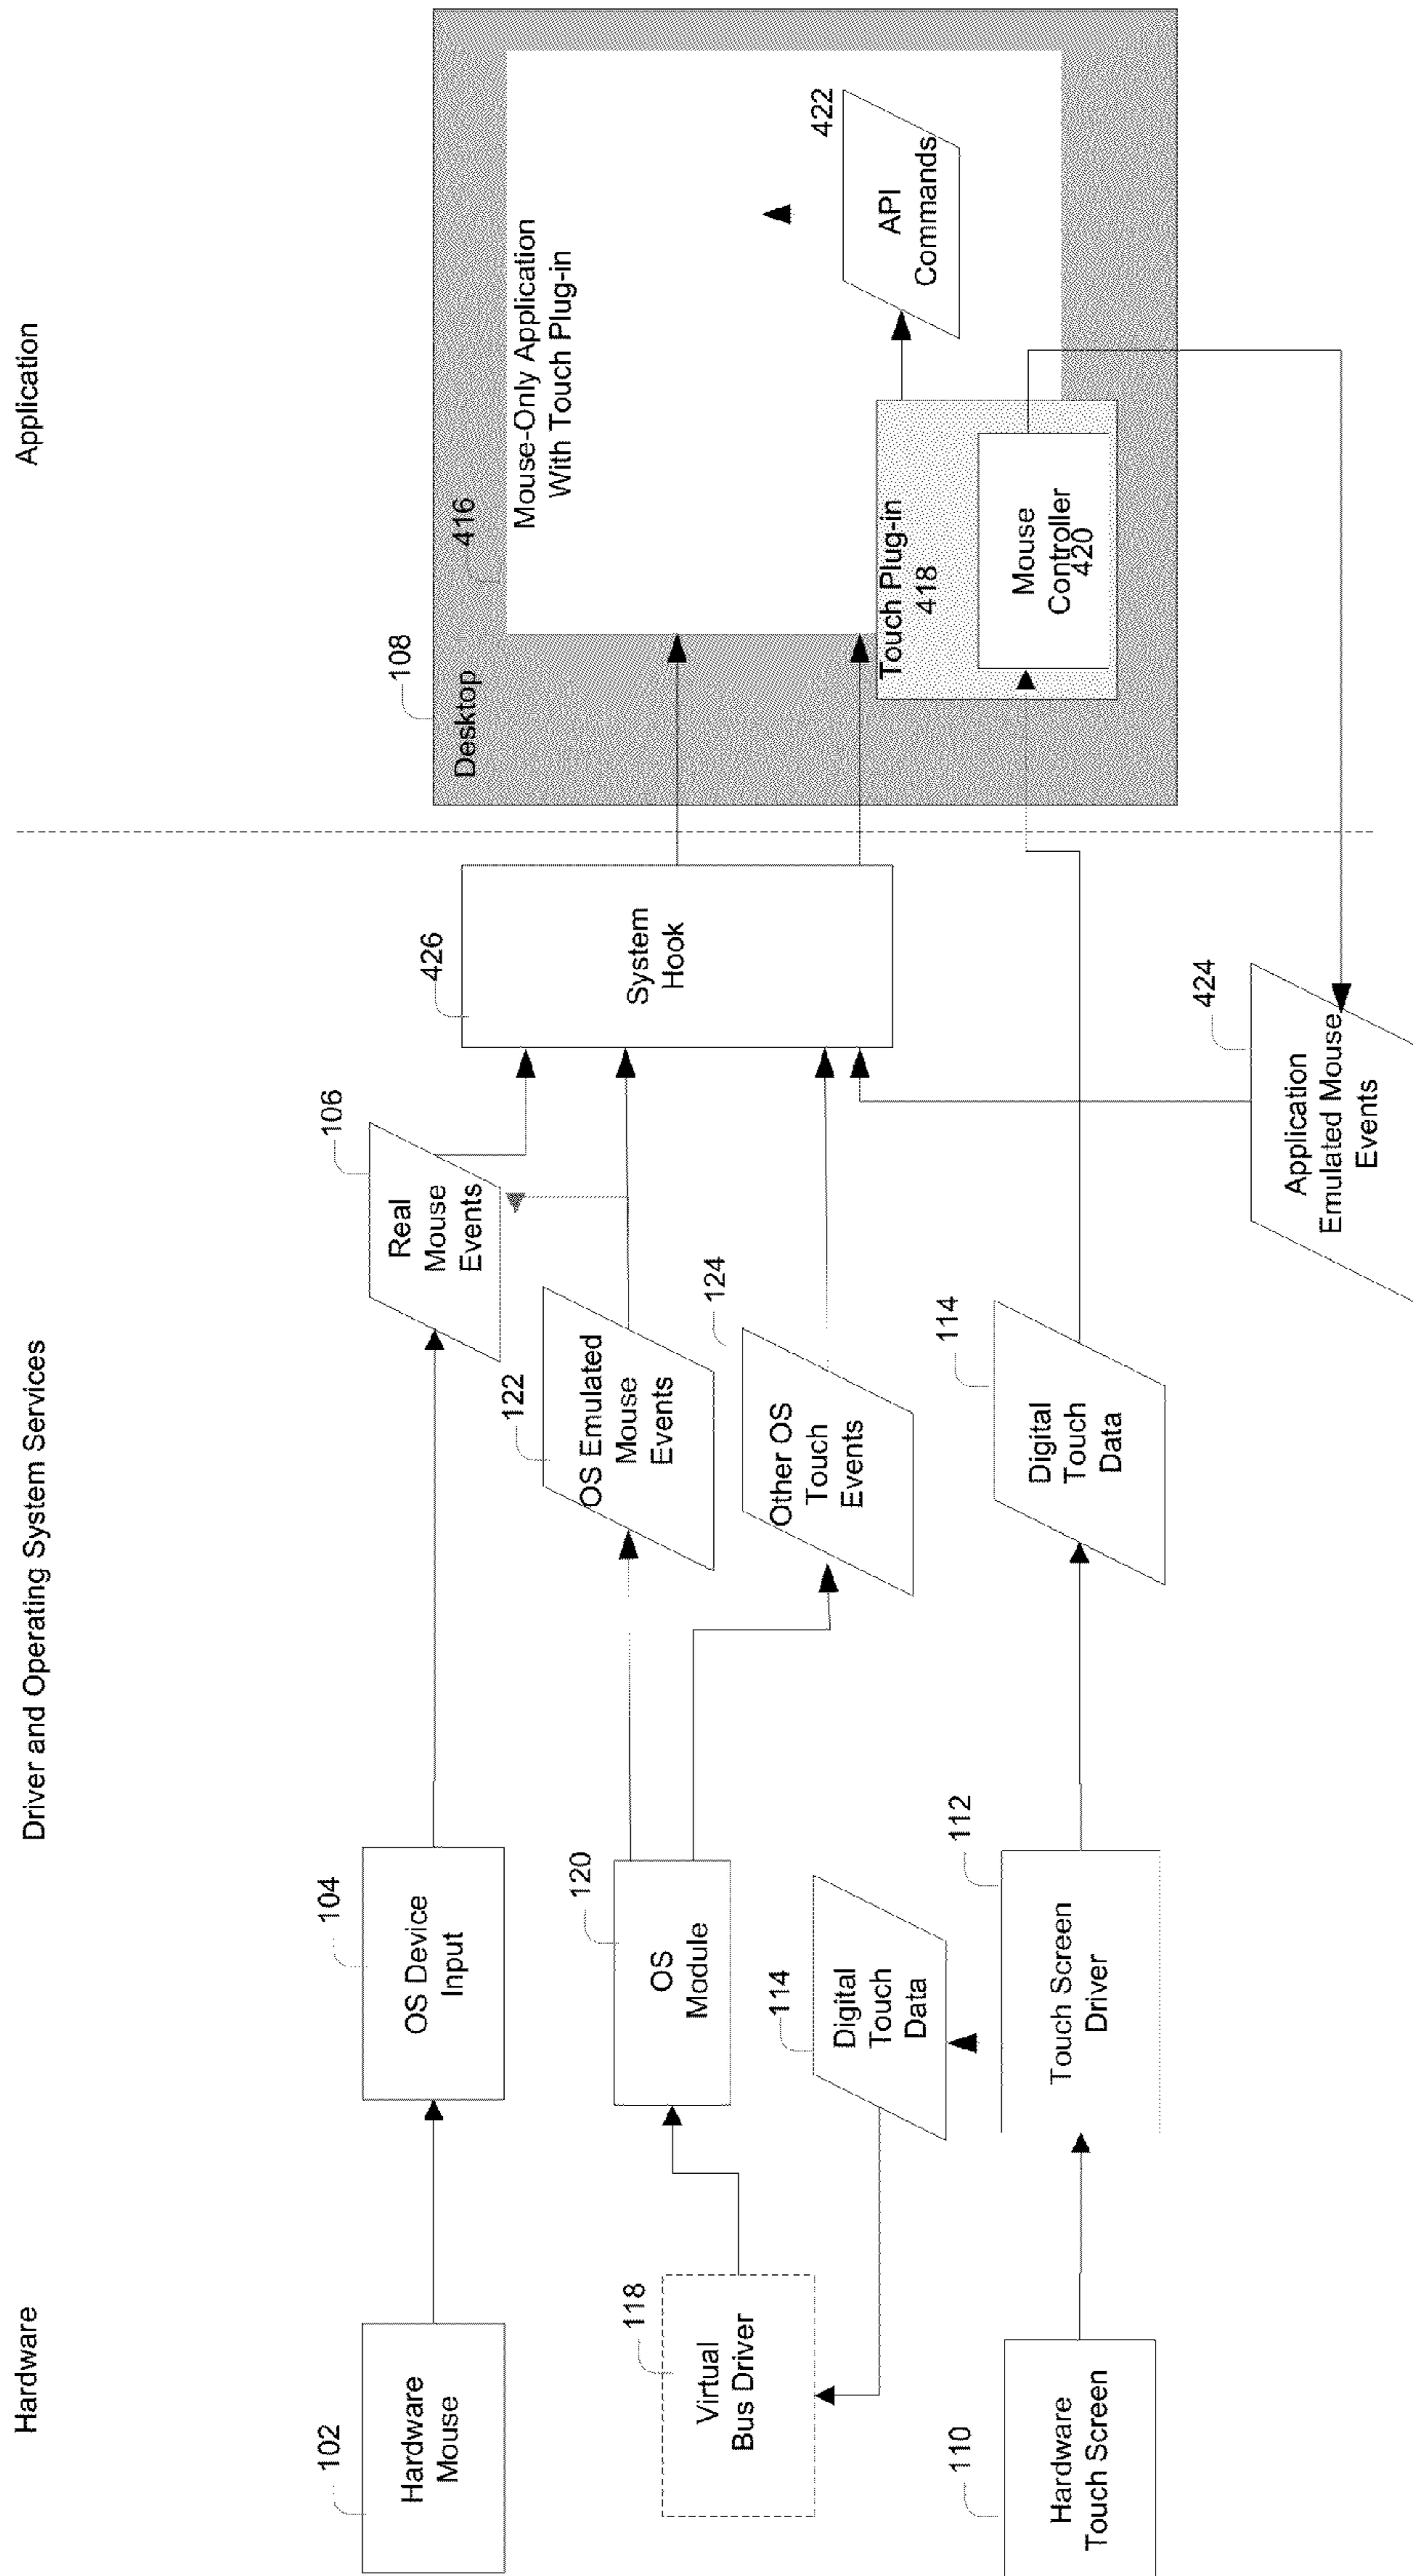 Hardware
Driver and Operating System Services
Application
102
Hardware
Mouse
104
OS Device
Input
106
Real
Mouse
Events
108
Desktop
416
Mouse-Only Application
With Touch Plug-in
426
System
Hook
118
Virtual
Bus Driver
120
OS
Module
122
OS Emulated
Mouse
Events
124
Other OS
Touch
Events
422
API
Commands
Touch Plug-in
418
Mouse
Controller
420
110
Hardware
Touch Screen
112
Touch Screen
Driver
114
Digital
Touch
Data
114
Digital
Touch
Data
424
Application
Emulated Mouse
Events